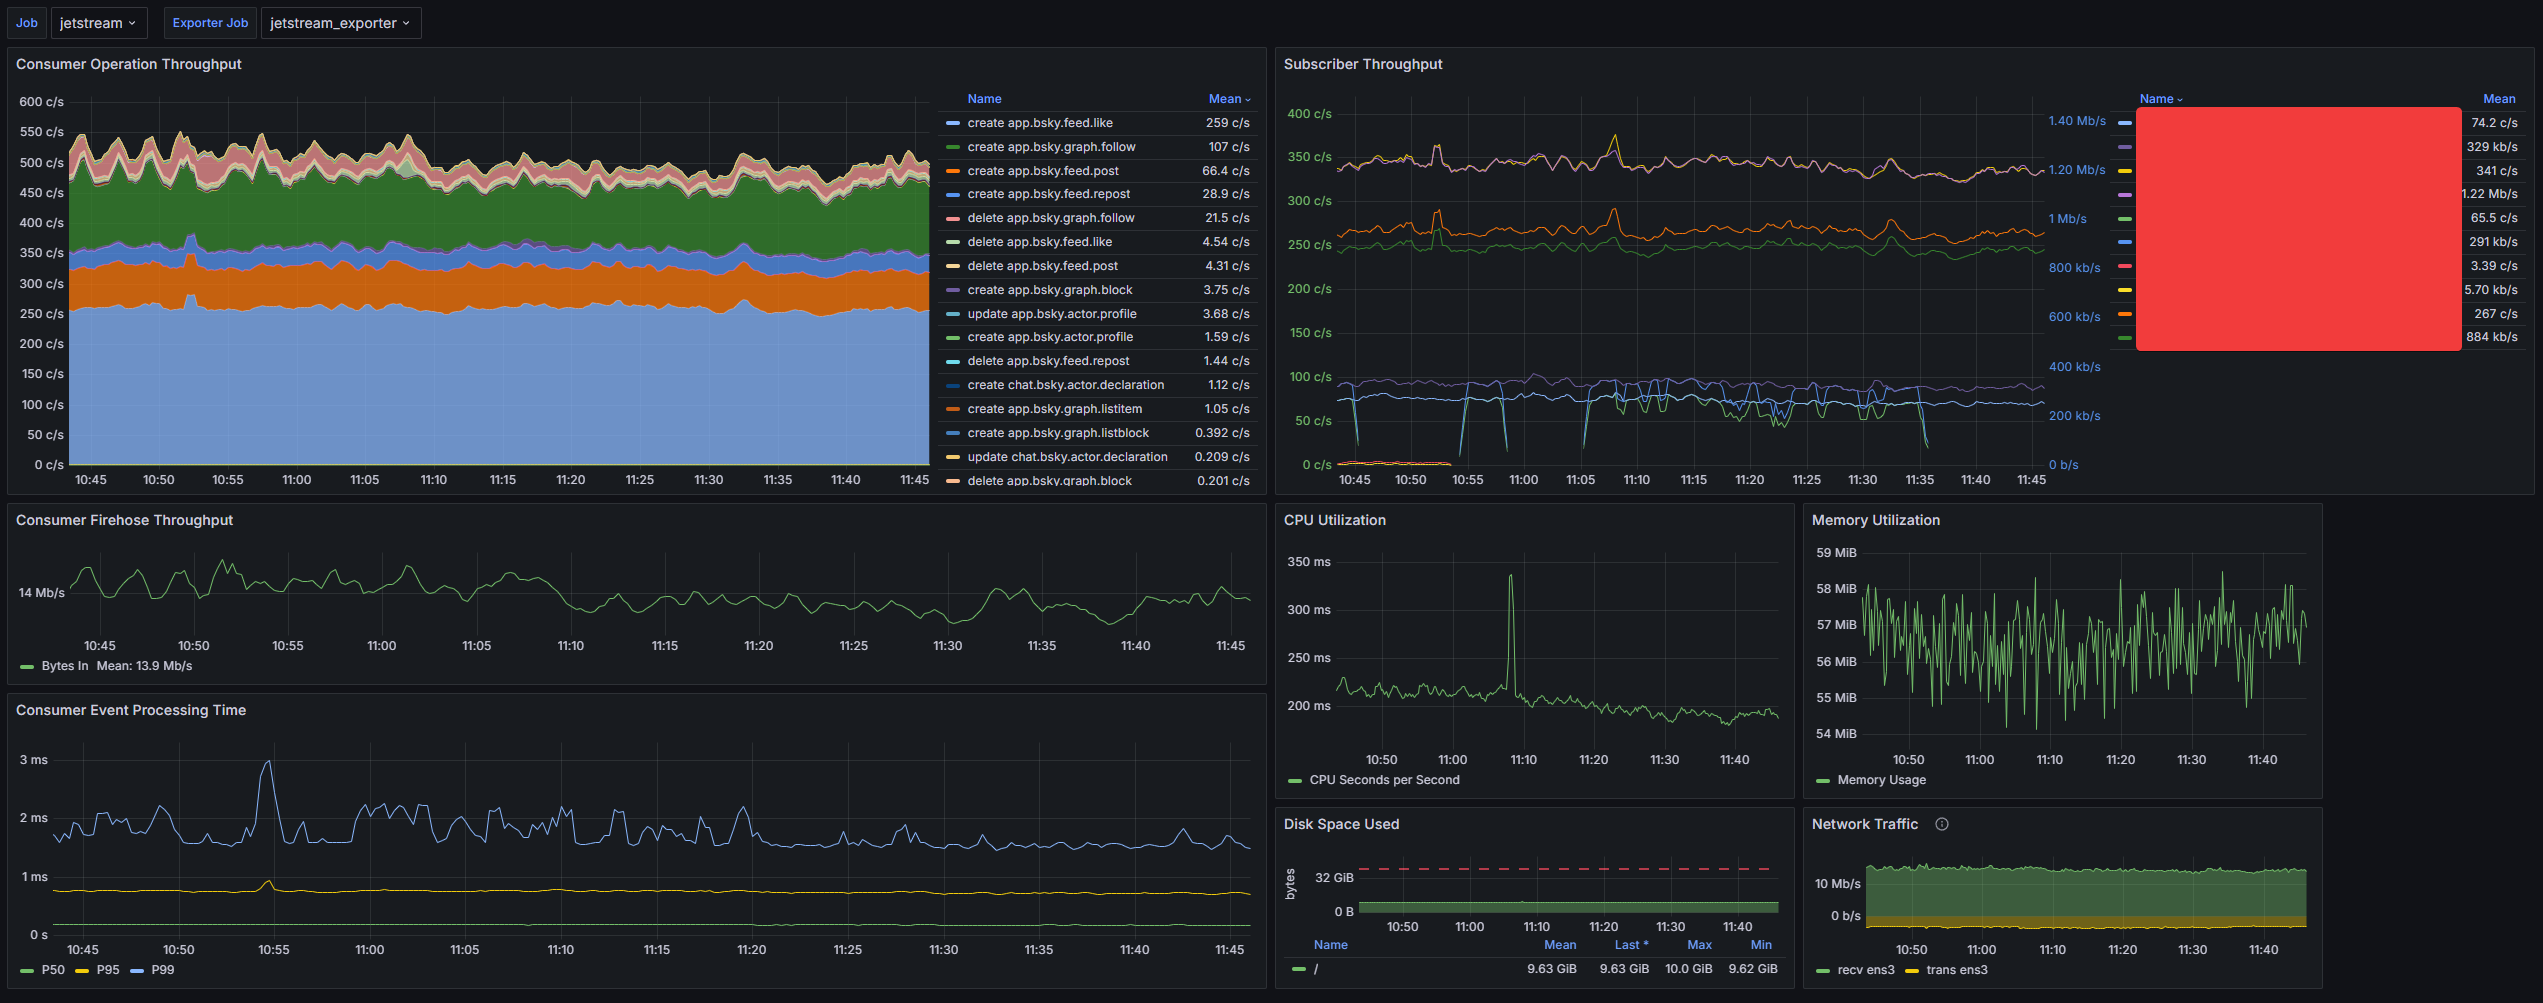 Job jetstream Exporter Job jetstream_exporter
Consumer Operation Throughput
600 c/s
550 c/s
500 c/s
450 c/s
400 c/s
350 c/s
300 c/s
250 c/s
200 c/s
150 c/s
100 c/s
50 c/s
0 c/s
10:45 10:50 10:55 11:00 11:05 11:10 11:15 11:20 11:25 11:30 11:35 11:40 11:45
Name Mean
create app.bsky.feed.like 259 c/s
create app.bsky.graph.follow 107 c/s
create app.bsky.feed.post 66.4 c/s
create app.bsky.feed.repost 28.9 c/s
delete app.bsky.graph.follow 21.5 c/s
delete app.bsky.feed.like 4.54 c/s
delete app.bsky.feed.post 4.31 c/s
create app.bsky.graph.block 3.75 c/s
update app.bsky.actor.profile 3.68 c/s
create app.bsky.actor.profile 1.59 c/s
delete app.bsky.feed.repost 1.44 c/s
create chat.bsky.actor.declaration 1.12 c/s
create app.bsky.graph.listitem 1.05 c/s
create app.bsky.graph.listblock 0.392 c/s
update chat.bsky.actor.declaration 0.209 c/s
delete app.bsky.graph.block 0.201 c/s
Subscriber Throughput
400 c/s
350 c/s
300 c/s
250 c/s
200 c/s
150 c/s
100 c/s
50 c/s
0 c/s
1.40 Mb/s
1.20 Mb/s
1 Mb/s
800 kb/s
600 kb/s
400 kb/s
200 kb/s
0 b/s
10:45 10:50 10:55 11:00 11:05 11:10 11:15 11:20 11:25 11:30 11:35 11:40 11:45
Name Mean
74.2 c/s
329 kb/s
341 c/s
1.22 Mb/s
65.5 c/s
291 kb/s
3.39 c/s
5.70 kb/s
267 c/s
884 kb/s
Consumer Firehose Throughput
14 Mb/s
10:45 10:50 10:55 11:00 11:05 11:10 11:15 11:20 11:25 11:30 11:35 11:40 11:45
Bytes In Mean: 13.9 Mb/s
Consumer Event Processing Time
3 ms
2 ms
1 ms
0 s
10:45 10:50 10:55 11:00 11:05 11:10 11:15 11:20 11:25 11:30 11:35 11:40 11:45
P50 P95 P99
CPU Utilization
350 ms
300 ms
250 ms
200 ms
10:50 11:00 11:10 11:20 11:30 11:40
CPU Seconds per Second
Memory Utilization
59 MiB
58 MiB
57 MiB
56 MiB
55 MiB
54 MiB
10:50 11:00 11:10 11:20 11:30 11:40
Memory Usage
Disk Space Used
bytes
32 GiB
0 B
10:50 11:00 11:10 11:20 11:30 11:40
Name Mean Last * Max Min
/ 9.63 GiB 9.63 GiB 10.0 GiB 9.62 GiB
Network Traffic
10 Mb/s
0 b/s
10:50 11:00 11:10 11:20 11:30 11:40
recv ens3 trans ens3